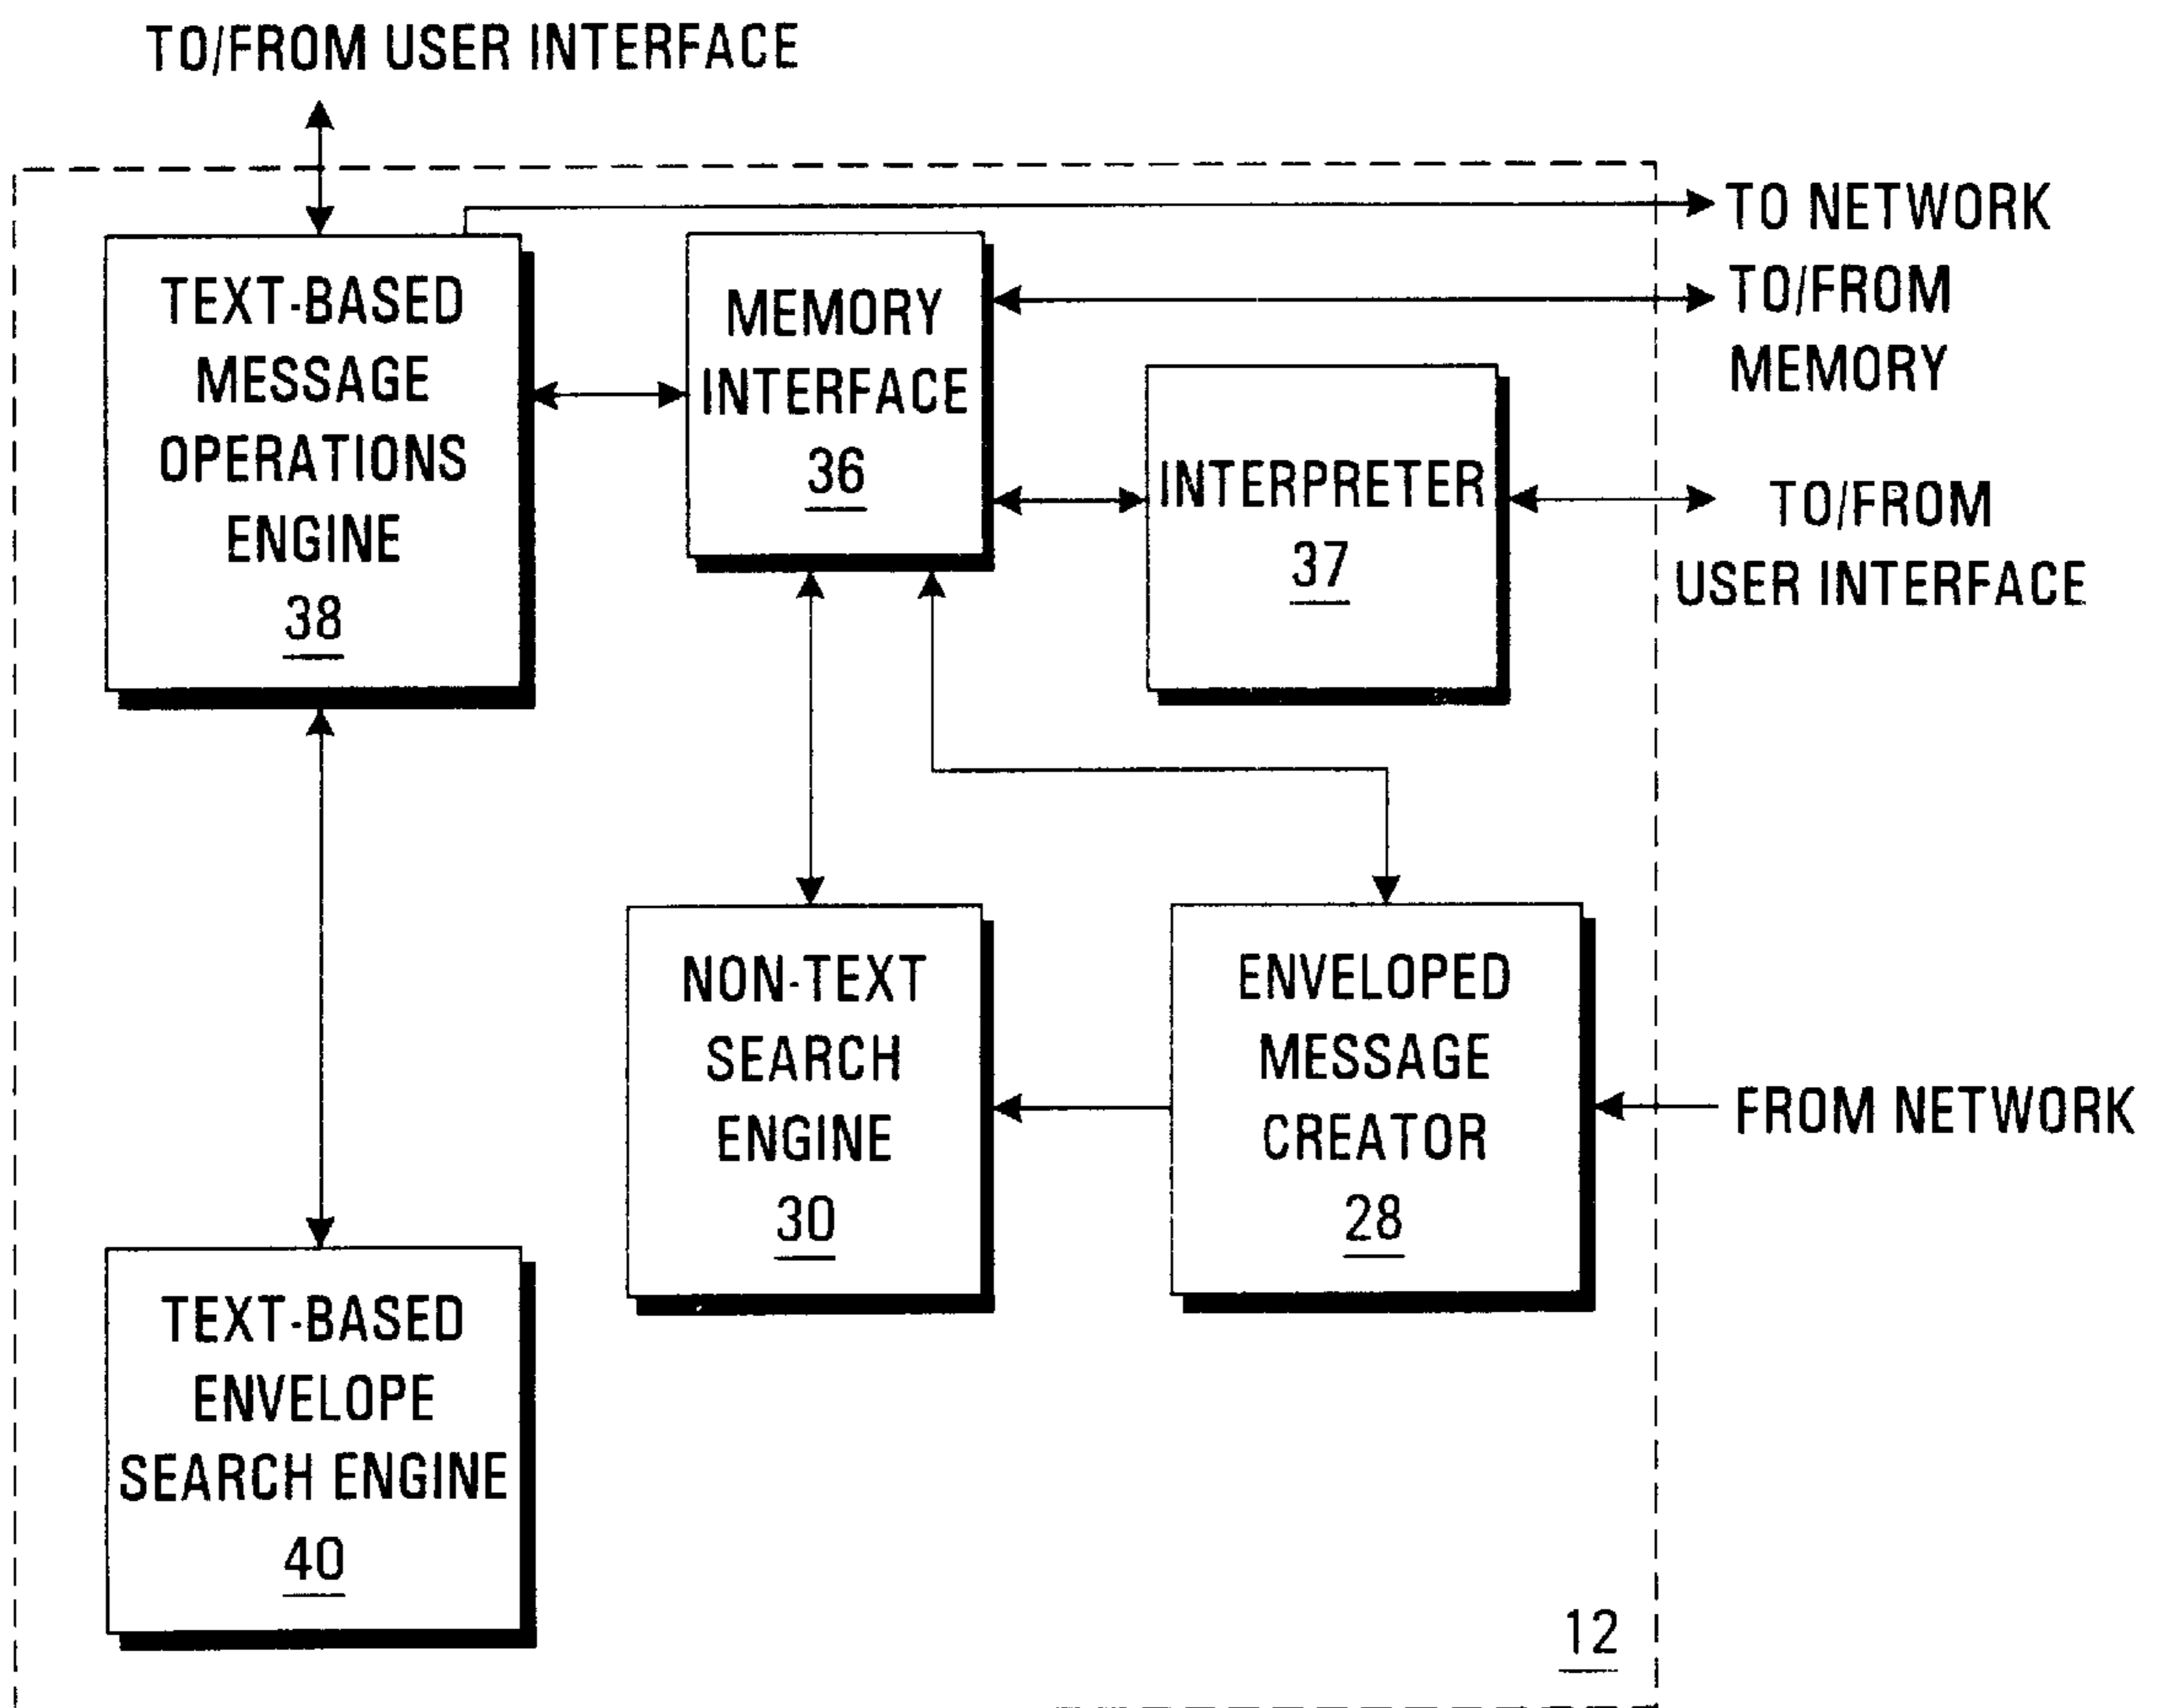 TO/FROM USER INTERFACE
TO NETWORK
TO/FROM
MEMORY
TEXT-BASED
MESSAGE
OPERATIONS
ENGINE
38
MEMORY
INTERFACE
36
INTERPRETER
37
TO/FROM
USER INTERFACE
NON-TEXT
SEARCH
ENGINE
30
ENVELOPED
MESSAGE
CREATOR
28
FROM NETWORK
TEXT-BASED
ENVELOPE
SEARCH ENGINE
40
12